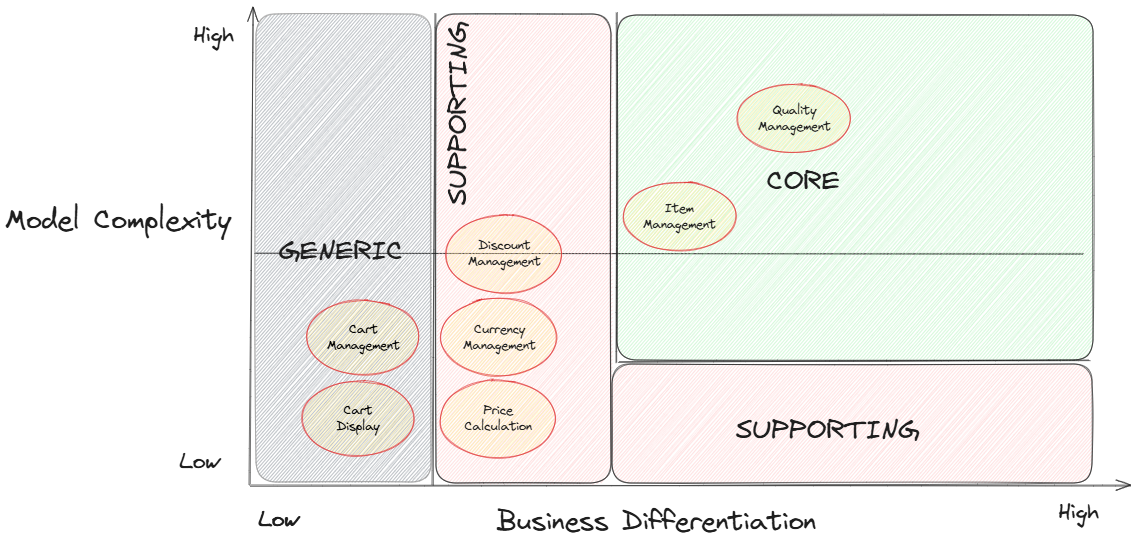 High
SUPPORTING
Quality
Management
CORE
Item
Management
Model Complexity
GENERIC
Discount
Management
Cart
Management
Currency
Management
Cart
Display
Price
Calculation
SUPPORTING
Low
Low
Business Differentiation
High